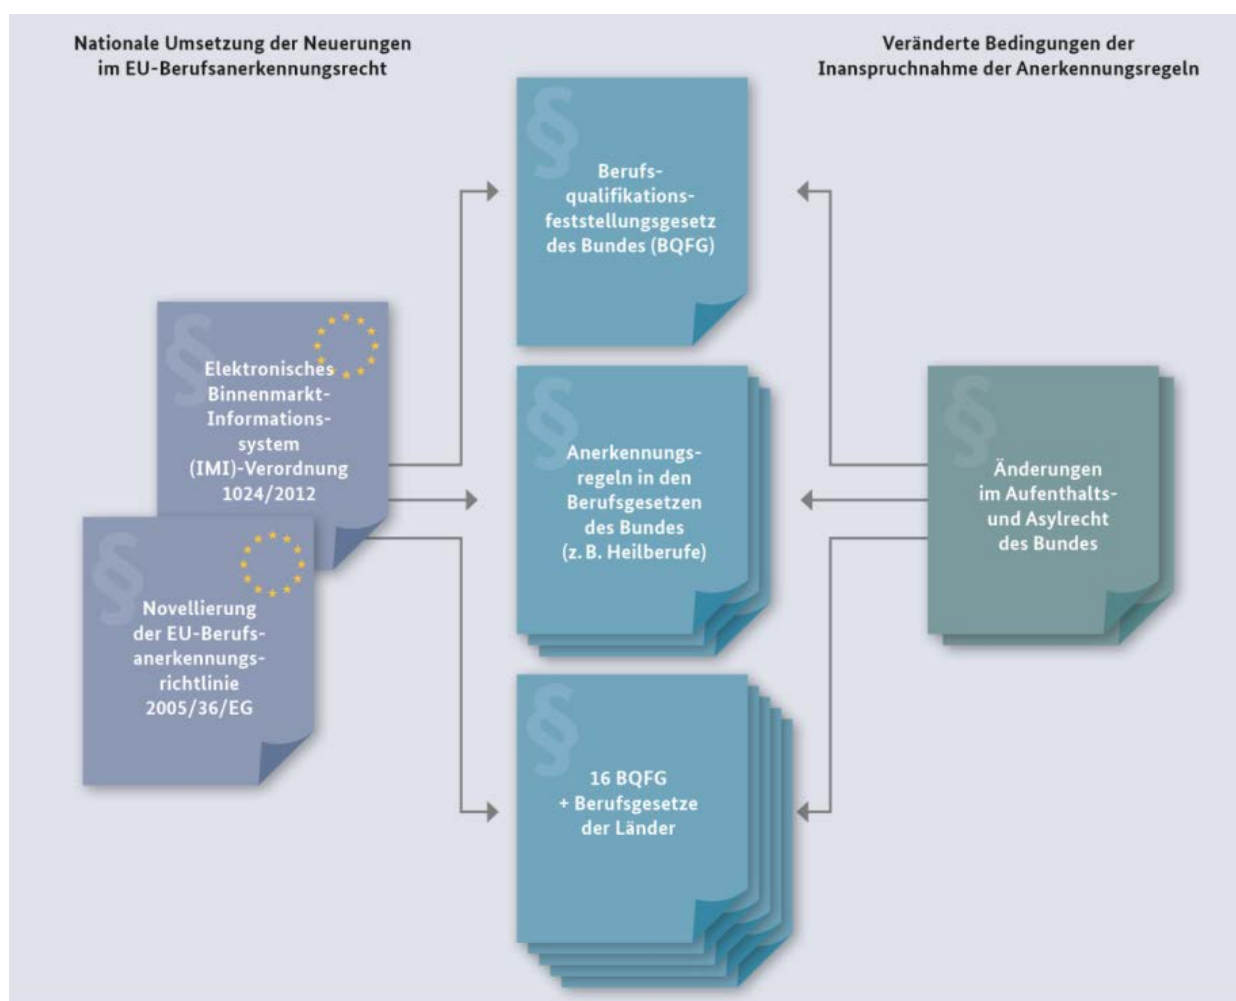 Nationale Umsetzung der Neuerungen
im EU-Berufsanerkennungsrecht
Veränderte Bedingungen der
Inanspruchnahme der Anerkennungsregeln
§
Berufs-
qualifikations-
feststellungsgesetz
des Bundes (BQFG)
§
Elektronisches
Binnenmarkt-
Informations-
system
(IMI)-Verordnung
1024/2012
§
Novellierung
der EU-Berufs-
anerkennungs-
richtlinie
2005/36/EG
§
Anerkennungs-
regeln in den
Berufsgesetzen
des Bundes
(z. B. Heilberufe)
§
Änderungen
im Aufenthalts-
und Asylrecht
des Bundes
§
16 BQFG
+ Berufsgesetze
der Länder